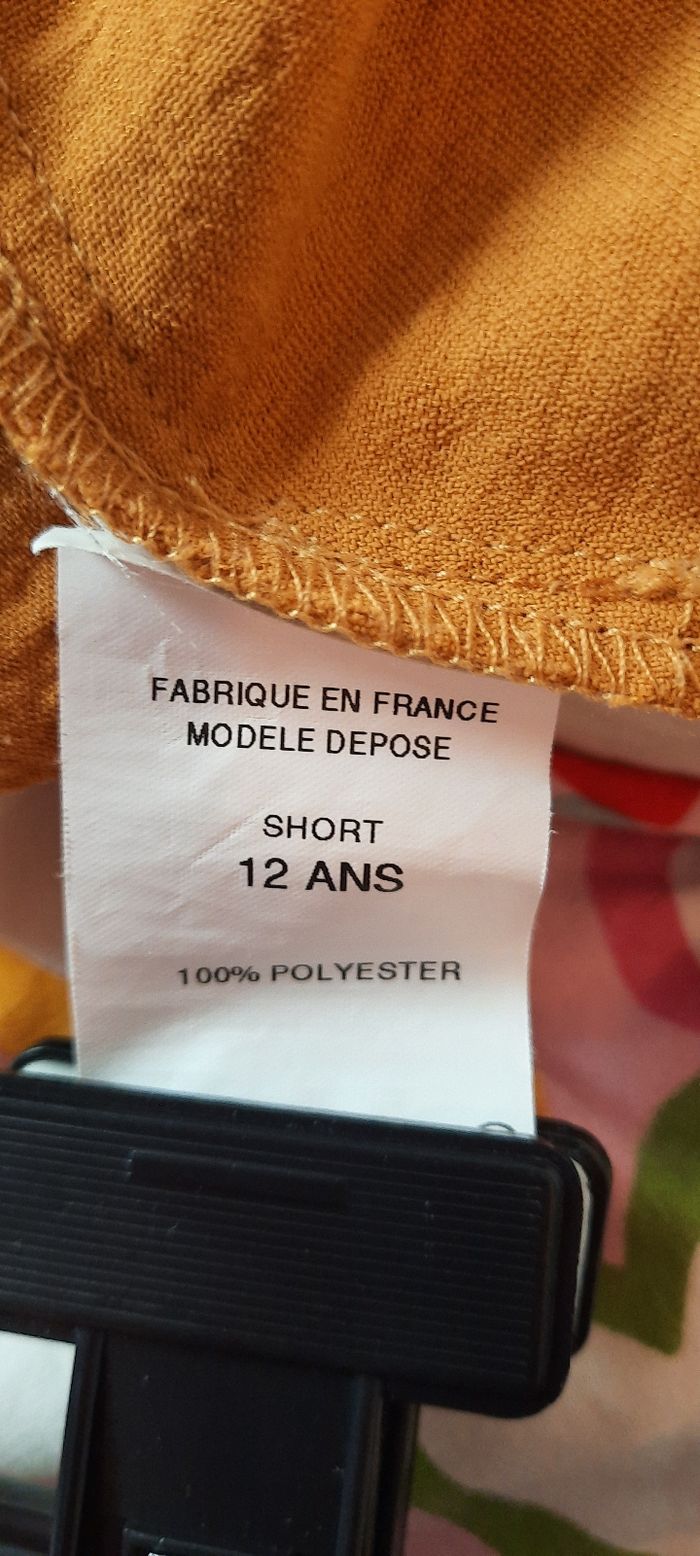 FABRIQUE EN FRANCE
MODELE DEPOSE
SHORT
12 ANS
100% POLYESTER